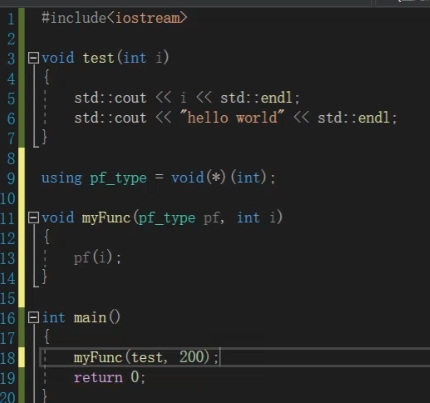 1 #include<iostream>
2
3 void test(int i)
4 {
5 std::cout << i << std::endl;
6 std::cout << "hello world" << std::endl;
7 }
8
9 using pf_type = void(*)(int);
10
11 void myFunc(pf_type pf, int i)
12 {
13 pf(i);
14 }
15
16 int main()
17 {
18 myFunc(test, 200);
19 return 0;
20 }